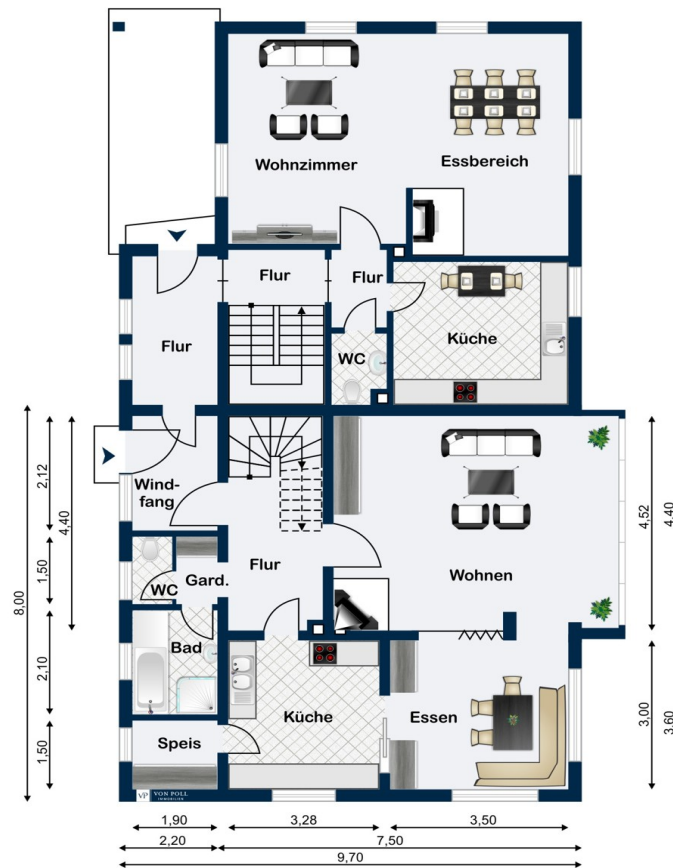 Wohnzimmer
Essbereich
Flur
Flur
Küche
Flur
WC
Wind-
fang
Flur
Wohnen
WC
Gard.
Bad
Küche
Essen
Speis
VP VON POLL
IMMOBILIEN
8,00
2,12
4,40
1,50
2,10
1,50
4,52
4,40
3,00
3,60
1,90
3,28
3,50
2,20
7,50
9,70